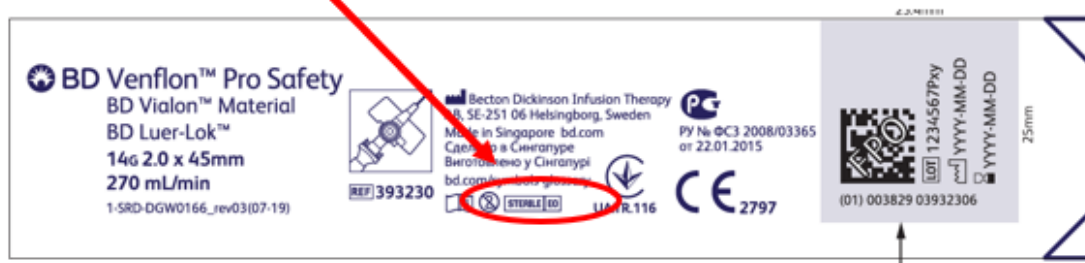 BD Venflon™ Pro Safety
BD Vialon™ Material
BD Luer-Lok™
14G 2.0 x 45mm
270 mL/min
1-SRD-DGW0166_rev03(07-19)
REF 393230
Becton Dickinson Infusion Therapy
AB, SE-251 06 Helsingborg, Sweden
Made in Singapore bd.com
Сделано в Сингапуре
Виготовлено у Сінгапурі
bd.com/symbols-glossary
STERILE EO
UA.TR.116
РУ № ФСЗ 2008/03365
от 22.01.2015
CE 2797
FPO
LOT 1234567Pxy
YYYY-MM-DD
YYYY-MM-DD
(01) 003829 03932306
25mm